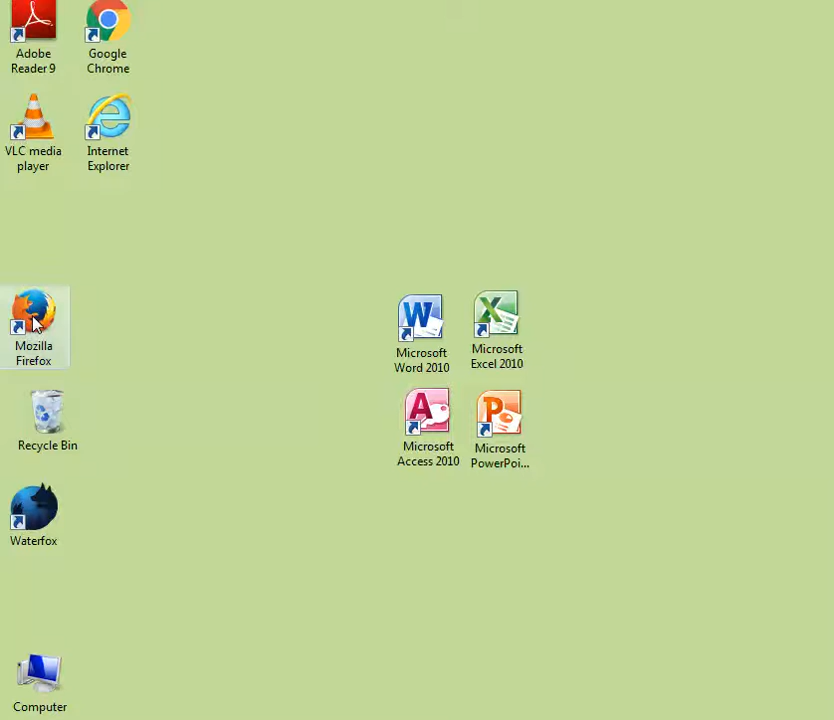 Adobe
Reader 9
Google
Chrome
VLC media
player
Internet
Explorer
Mozilla
Firefox
Microsoft
Word 2010
Microsoft
Excel 2010
Recycle Bin
Microsoft
Access 2010
Microsoft
PowerPoi...
Waterfox
Computer